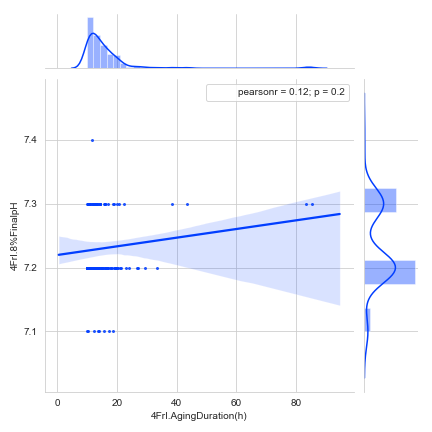 pearsonr = 0.12; p = 0.2
7.4
7.3
7.2
7.1
4Frl.8%FinalpH
0 20 40 60 80
4Frl.AgingDuration(h)